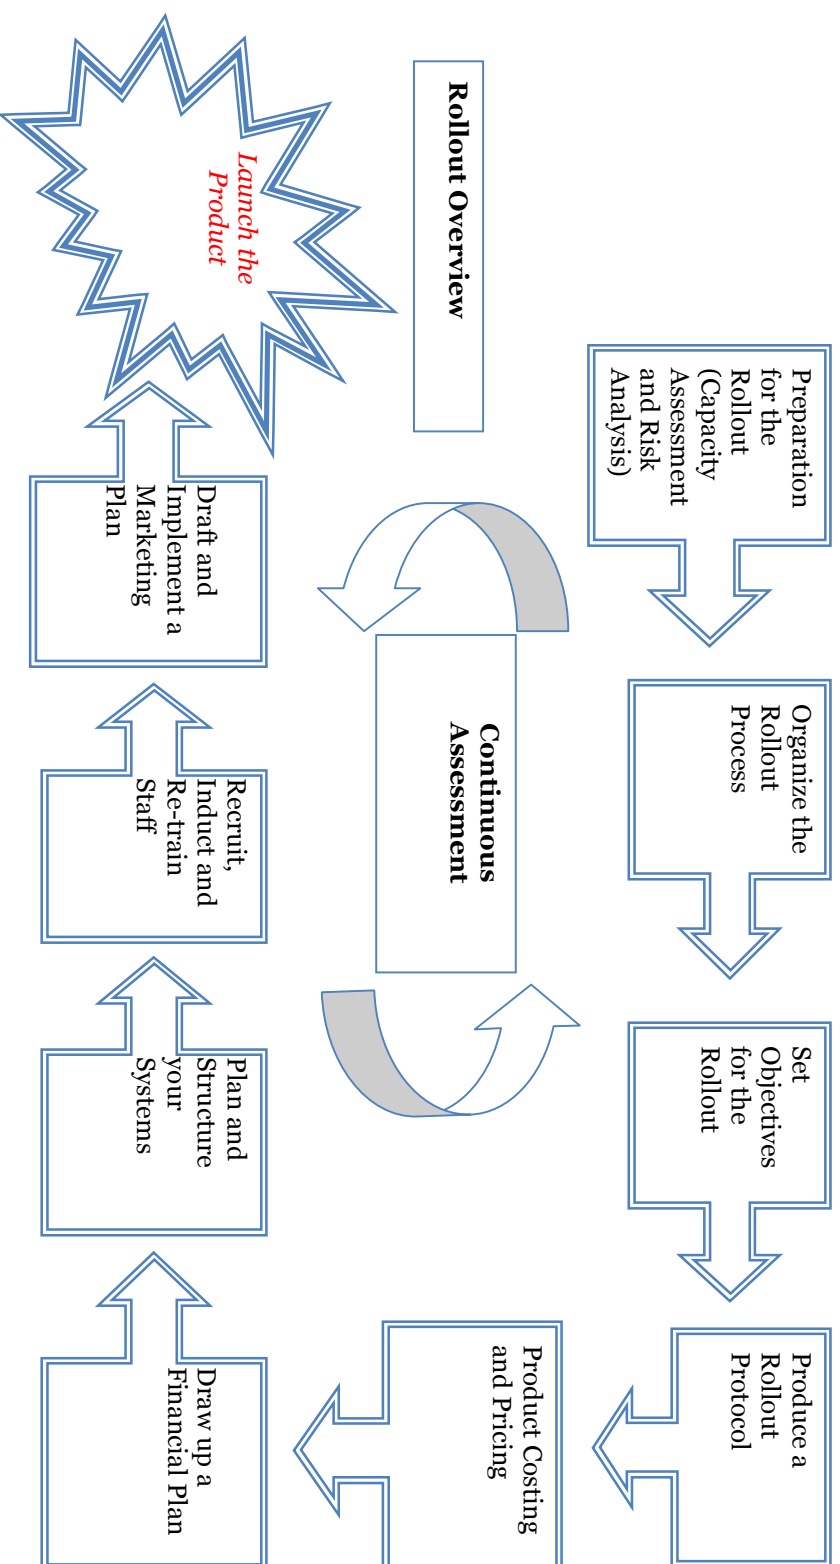 Rollout Overview
Preparation
for the
Rollout
(Capacity
Assessment
and Risk
Analysis)
Organize the
Rollout
Process
Set
Objectives
for the
Rollout
Produce a
Rollout
Protocol
Product Costing
and Pricing
Draw up a
Financial Plan
Plan and
Structure
your
Systems
Recruit,
Induct and
Re-train
Staff
Draft and
Implement a
Marketing
Plan
Launch the
Product
Continuous
Assessment